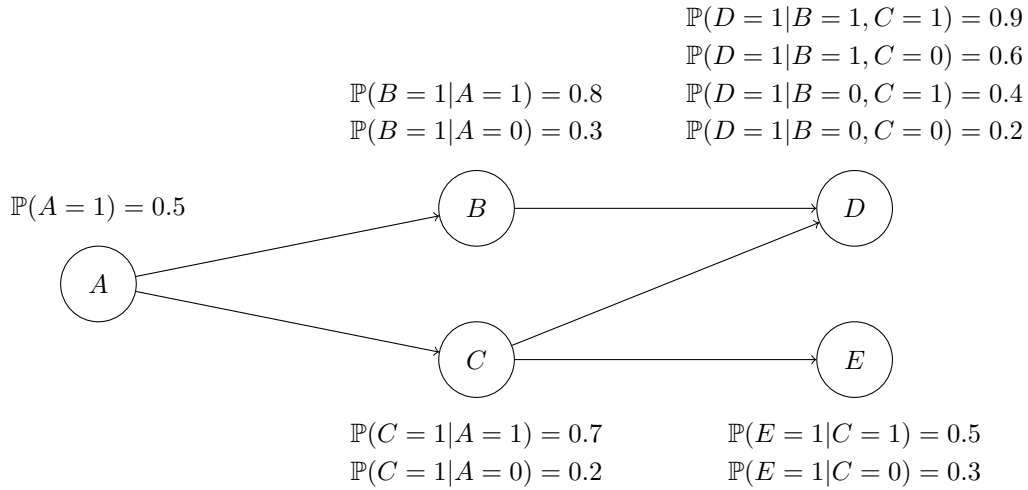 ℙ(D = 1|B = 1, C = 1) = 0.9
ℙ(D = 1|B = 1, C = 0) = 0.6
ℙ(B = 1|A = 1) = 0.8
ℙ(D = 1|B = 0, C = 1) = 0.4
ℙ(B = 1|A = 0) = 0.3
ℙ(D = 1|B = 0, C = 0) = 0.2
ℙ(A = 1) = 0.5
B
D
A
C
E
ℙ(C = 1|A = 1) = 0.7
ℙ(E = 1|C = 1) = 0.5
ℙ(C = 1|A = 0) = 0.2
ℙ(E = 1|C = 0) = 0.3